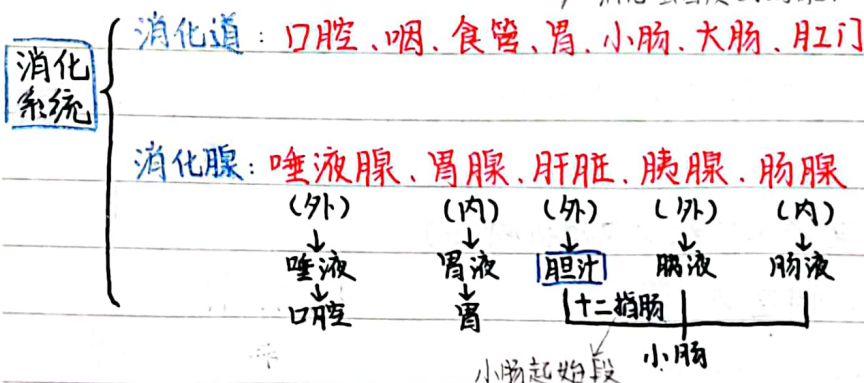 消化系统
消化道：口腔、咽、食管、胃、小肠、大肠、肛门
消化腺：唾液腺、胃腺、肝脏、胰腺、肠腺
(外) (内) (外) (外) (内)
↓ ↓ ↓ ↓ ↓
唾液 胃液 胆汁 胰液 肠液
↓ ↓
口腔 胃 十二指肠
小肠起始段 小肠